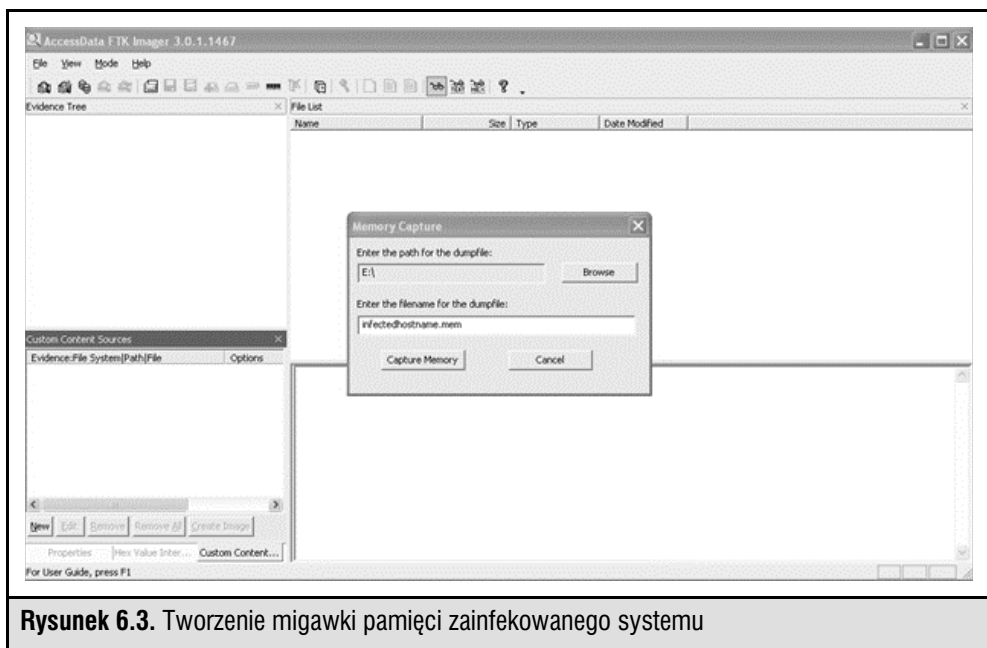 AccessData FTK Imager 3.0.1.1467
File View Mode Help
Evidence Tree
File List
Name Size Type Date Modified
Memory Capture
Enter the path for the dumpfile:
E:\
Browse
Enter the filename for the dumpfile:
infectedhostname.mem
Capture Memory Cancel
Custom Content Sources
Evidence:File System|Path|File Options
New Edit Remove Remove All Create Image
Properties Hex Value Inter... Custom Content...
For User Guide, press F1
Rysunek 6.3. Tworzenie migawki pamięci zainfekowanego systemu